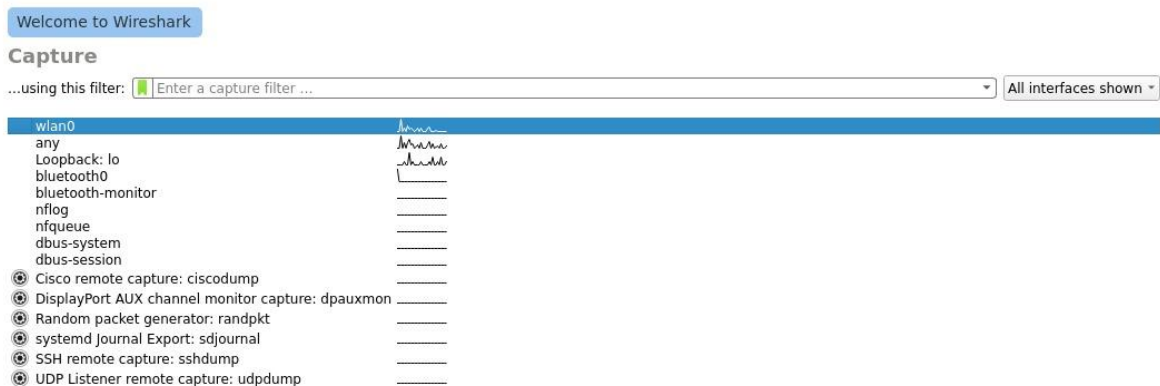 Welcome to Wireshark
Capture
...using this filter: Enter a capture filter ... All interfaces shown
wlan0
any
Loopback: lo
bluetooth0
bluetooth-monitor
nflog
nfqueue
dbus-system
dbus-session
Cisco remote capture: ciscodump
DisplayPort AUX channel monitor capture: dpauxmon
Random packet generator: randpkt
systemd Journal Export: sdjournal
SSH remote capture: sshdump
UDP Listener remote capture: udpdump